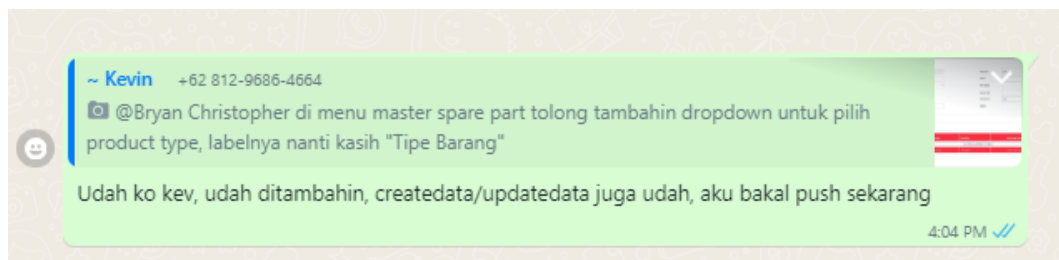 ~ Kevin +62 812-9686-4664
@Bryan Christopher di menu master spare part tolong tambahin dropdown untuk pilih
product type, labelnya nanti kasih "Tipe Barang"
Udah ko kev, udah ditambahin, createdata/updatedata juga udah, aku bakal push sekarang
4:04 PM